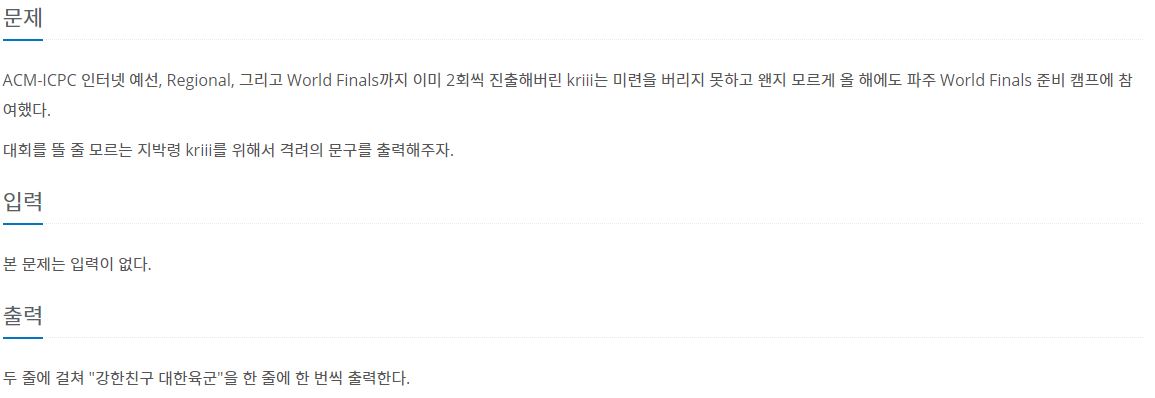 문제
ACM-ICPC 인터넷 예선, Regional, 그리고 World Finals까지 이미 2회씩 진출해버린 kriii는 미련을 버리지 못하고 왠지 모르게 올 해에도 파주 World Finals 준비 캠프에 참
여했다.
대회를 뜰 줄 모르는 지박령 kriii를 위해서 격려의 문구를 출력해주자.
입력
본 문제는 입력이 없다.
출력
두 줄에 걸쳐 "강한친구 대한육군"을 한 줄에 한 번씩 출력한다.